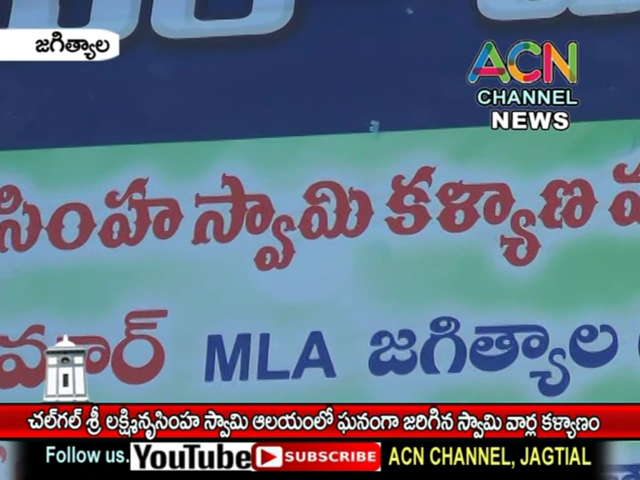 జగిత్యాల
ACN
CHANNEL
NEWS
సింహ స్వామి కళ్యాణ
మార్ MLA జగిత్యాల
చల్‌గల్ శ్రీ లక్ష్మీనృసింహ స్వామి ఆలయంలో ఘనంగా జరిగిన స్వామి వార్ల కళ్యాణం
Follow us. YouTube SUBSCRIBE ACN CHANNEL, JAGTIAL